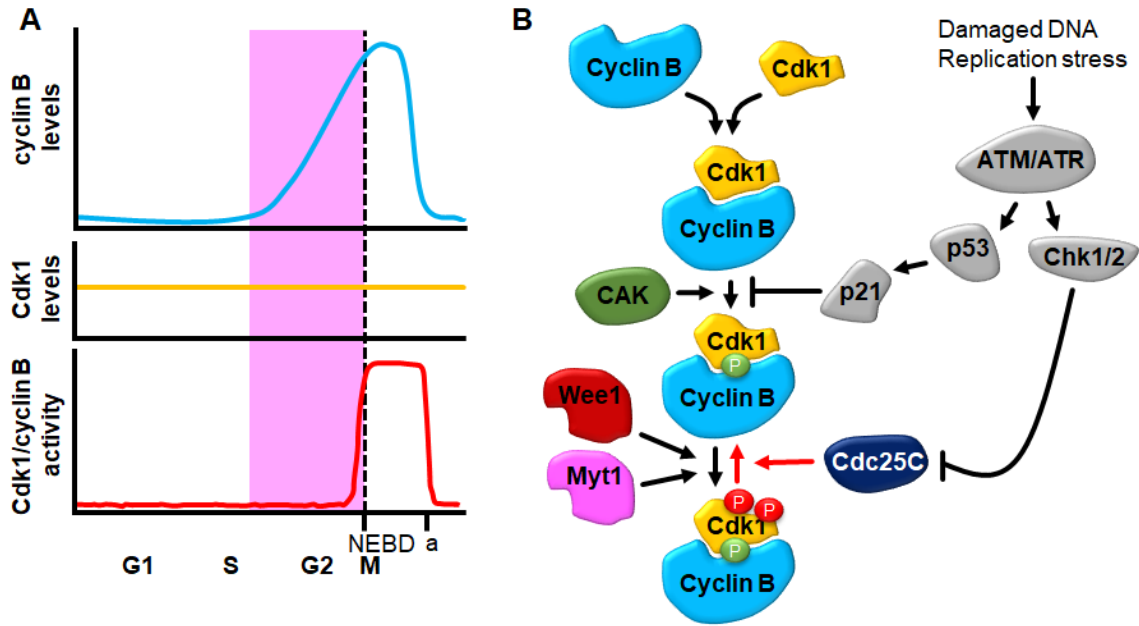 A
cyclin B
levels
Cdk1
levels
Cdk1/cyclin B
activity
NEBD a
G1 S G2 M
B
Cyclin B
Cdk1
Damaged DNA
Replication stress
ATM/ATR
Cdk1
Cyclin B
p53
Chk1/2
CAK
p21
Cdk1
P
Cyclin B
Wee1
Myt1
Cdc25C
P
P
Cdk1
P
Cyclin B